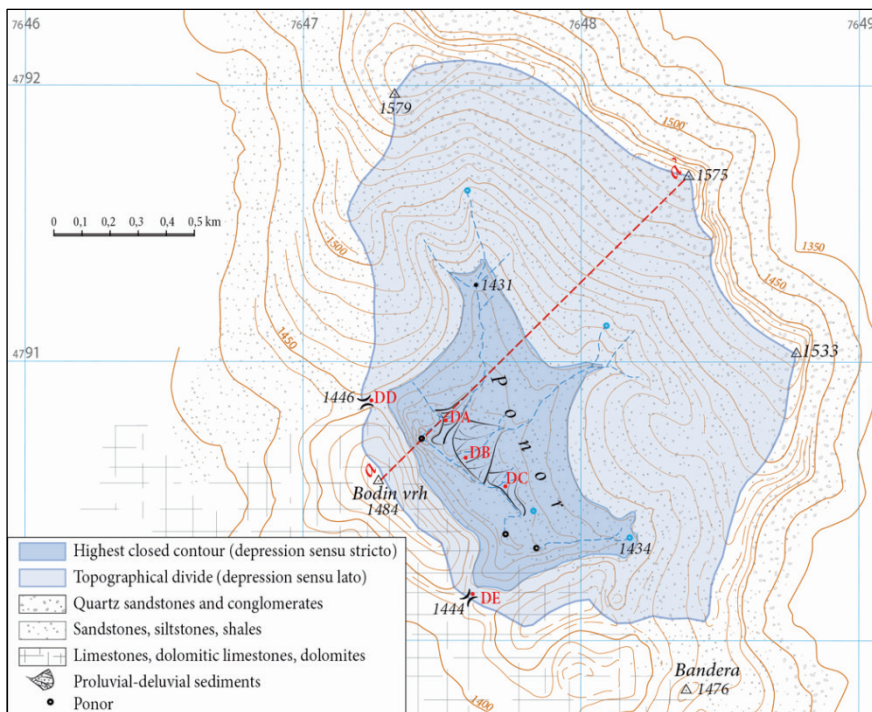 7646
7647
7648
7649
4792
1579
1500
a'
1575
0 0,1 0,2 0,3 0,4 0,5 km
1350
1500
1431
1450
1533
4791
1450
1446
DD
Ponor
DA
DB
a
DC
Bodin vrh
1484
1434
Highest closed contour (depression sensu stricto)
Topographical divide (depression sensu lato)
DE
1444
Quartz sandstones and conglomerates
Sandstones, siltstones, shales
Limestones, dolomitic limestones, dolomites
Bandera
1476
Proluvial-deluvial sediments
1400
Ponor